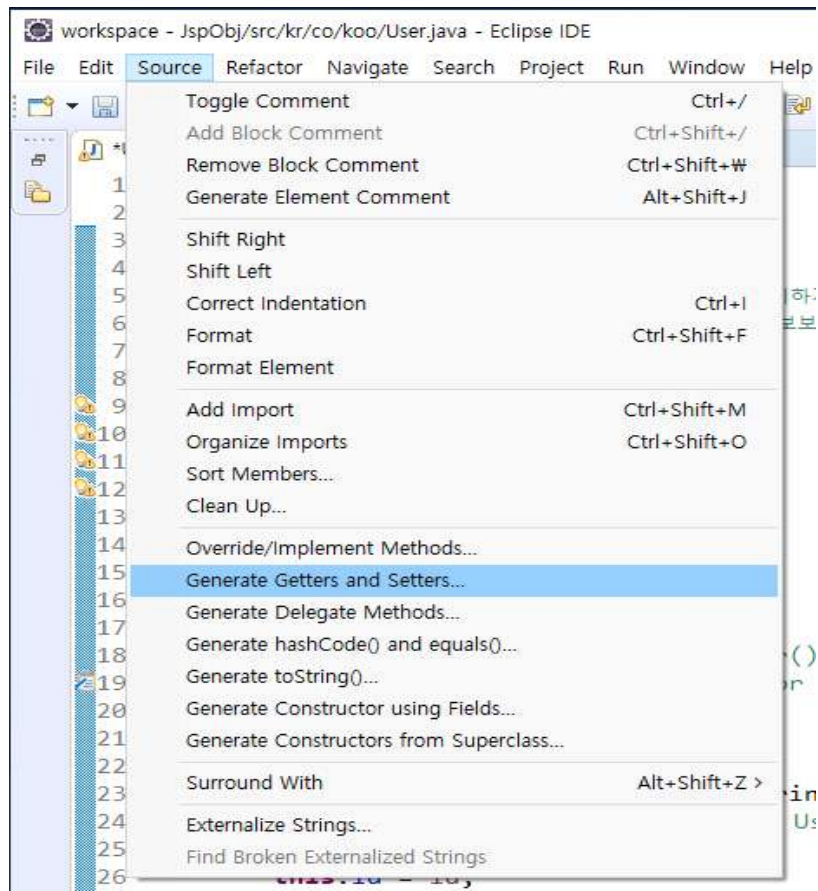 workspace - JspObj/src/kr/co/koo/User.java - Eclipse IDE
File Edit Source Refactor Navigate Search Project Run Window Help
Toggle Comment Ctrl+/
Add Block Comment Ctrl+Shift+/
1 Remove Block Comment Ctrl+Shift+₩
2 Generate Element Comment Alt+Shift+J
3 Shift Right
4 Shift Left
5 Correct Indentation Ctrl+I
6 Format Ctrl+Shift+F
7 Format Element
8
9 Add Import Ctrl+Shift+M
10 Organize Imports Ctrl+Shift+O
11 Sort Members...
12 Clean Up...
13
14 Override/Implement Methods...
15 Generate Getters and Setters...
16 Generate Delegate Methods...
17 Generate hashCode() and equals()...
18 Generate toString()...
19
20 Generate Constructor using Fields...
21 Generate Constructors from Superclass...
22
23 Surround With Alt+Shift+Z >
24 Externalize Strings...
25 Find Broken Externalized Strings
26